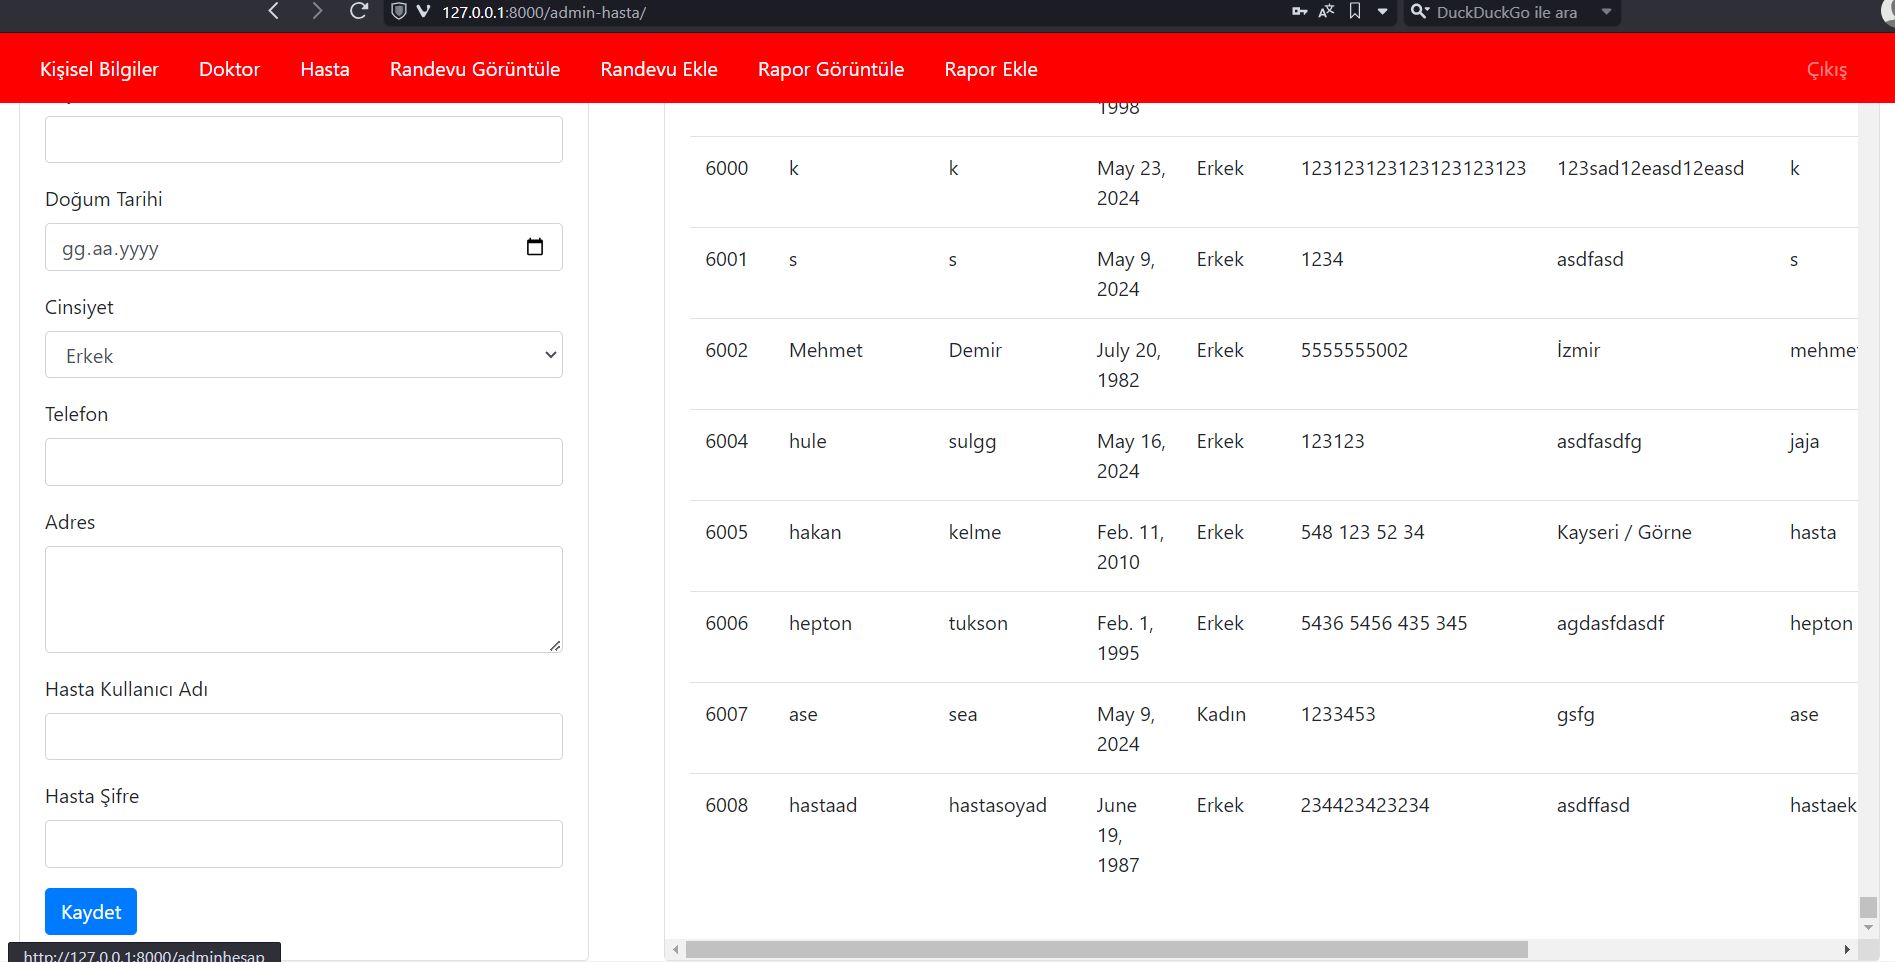 127.0.0.1:8000/admin-hasta/
DuckDuckGo ile ara
Kişisel Bilgiler Doktor Hasta Randevu Görüntüle Randevu Ekle Rapor Görüntüle Rapor Ekle Çıkış
Doğum Tarihi
gg.aa.yyyy
Cinsiyet
Erkek
Telefon
Adres
Hasta Kullanıcı Adı
Hasta Şifre
Kaydet
http://127.0.0.1:8000/adminhesap
1998
6000 k k May 23, Erkek 123123123123123123123 123sad12easd12easd k
2024
6001 s s May 9, Erkek 1234 asdfasd s
2024
6002 Mehmet Demir July 20, Erkek 5555555002 İzmir mehme
1982
6004 hule sulgg May 16, Erkek 123123 asdfasdfg jaja
2024
6005 hakan kelme Feb. 11, Erkek 548 123 52 34 Kayseri / Görne hasta
2010
6006 hepton tukson Feb. 1, Erkek 5436 5456 435 345 agdasfdasdf hepton
1995
6007 ase sea May 9, Kadın 1233453 gsfg ase
2024
6008 hastaad hastasoyad June Erkek 234423423234 asdffasd hastaek
19,
1987